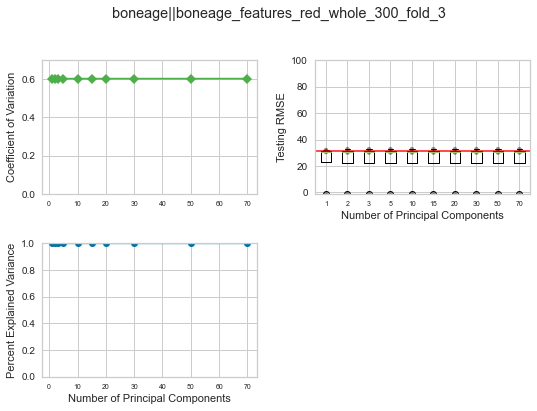 boneage||boneage_features_red_whole_300_fold_3
Coefficient of Variation
0.6
0.4
0.2
0.0
0 10 20 30 40 50 60 70
Testing RMSE
100
80
60
40
20
0
1 2 3 5 10 15 20 30 50 70
Number of Principal Components
Percent Explained Variance
1.0
0.8
0.6
0.4
0.2
0.0
0 10 20 30 40 50 60 70
Number of Principal Components